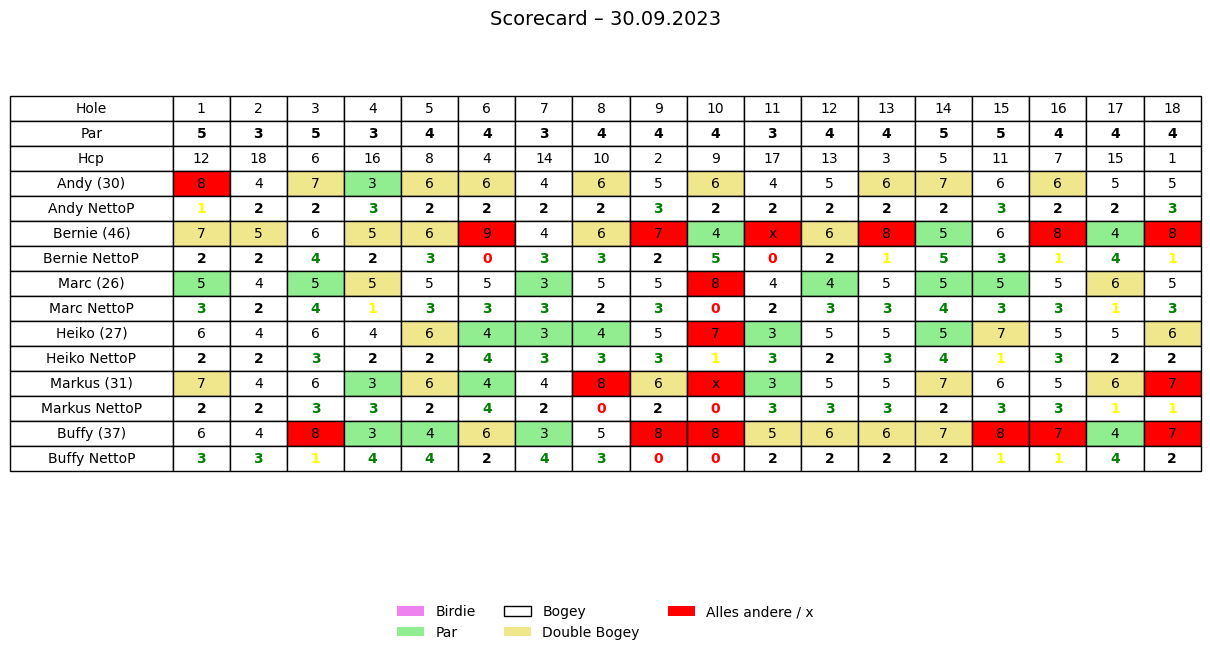 Scorecard – 30.09.2023
Hole 1 2 3 4 5 6 7 8 9 10 11 12 13 14 15 16 17 18
Par 5 3 5 3 4 4 3 4 4 4 3 4 4 5 5 4 4 4
Hcp 12 18 6 16 8 4 14 10 2 9 17 13 3 5 11 7 15 1
Andy (30) 8 4 7 3 6 6 4 6 5 6 4 5 6 7 6 6 5 5
Andy NettoP 1 2 2 3 2 2 2 2 3 2 2 2 2 2 3 2 2 3
Bernie (46) 7 5 6 5 6 9 4 6 7 4 x 6 8 5 6 8 4 8
Bernie NettoP 2 2 4 2 3 0 3 3 2 5 0 2 1 5 3 1 4 1
Marc (26) 5 4 5 5 5 5 3 5 5 8 4 4 5 5 5 5 6 5
Marc NettoP 3 2 4 1 3 3 3 2 3 0 2 3 3 4 3 3 1 3
Heiko (27) 6 4 6 4 6 4 3 4 5 7 3 5 5 5 7 5 5 6
Heiko NettoP 2 2 3 2 2 4 3 3 3 1 3 2 3 4 1 3 2 2
Markus (31) 7 4 6 3 6 4 4 8 6 x 3 5 5 7 6 5 6 7
Markus NettoP 2 2 3 3 2 4 2 0 2 0 3 3 3 2 3 3 1 1
Buffy (37) 6 4 8 3 4 6 3 5 8 8 5 6 6 7 8 7 4 7
Buffy NettoP 3 3 1 4 4 2 4 3 0 0 2 2 2 2 1 1 4 2
Birdie Bogey Alles andere / x
Par Double Bogey